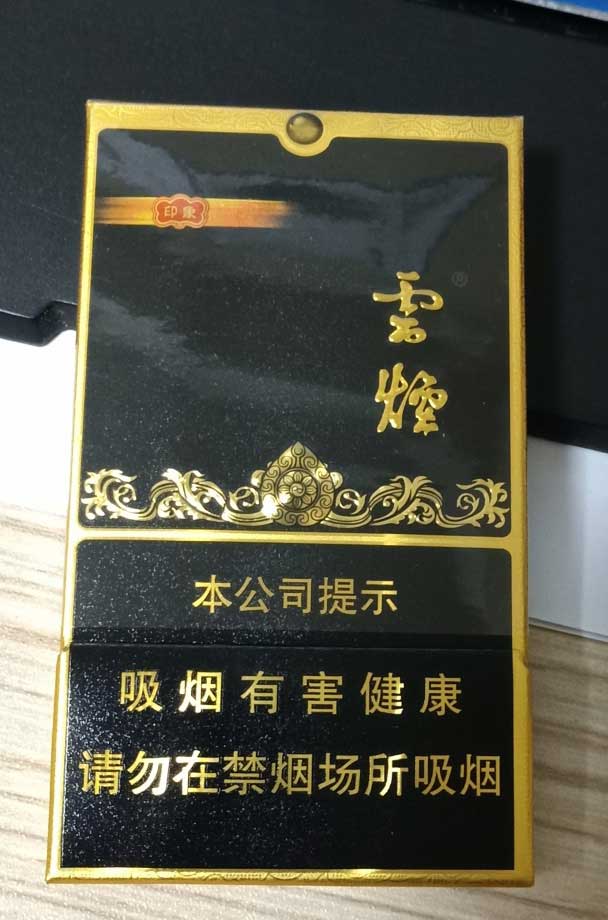 印象
雲煙®
本公司提示
吸烟有害健康
请勿在禁烟场所吸烟